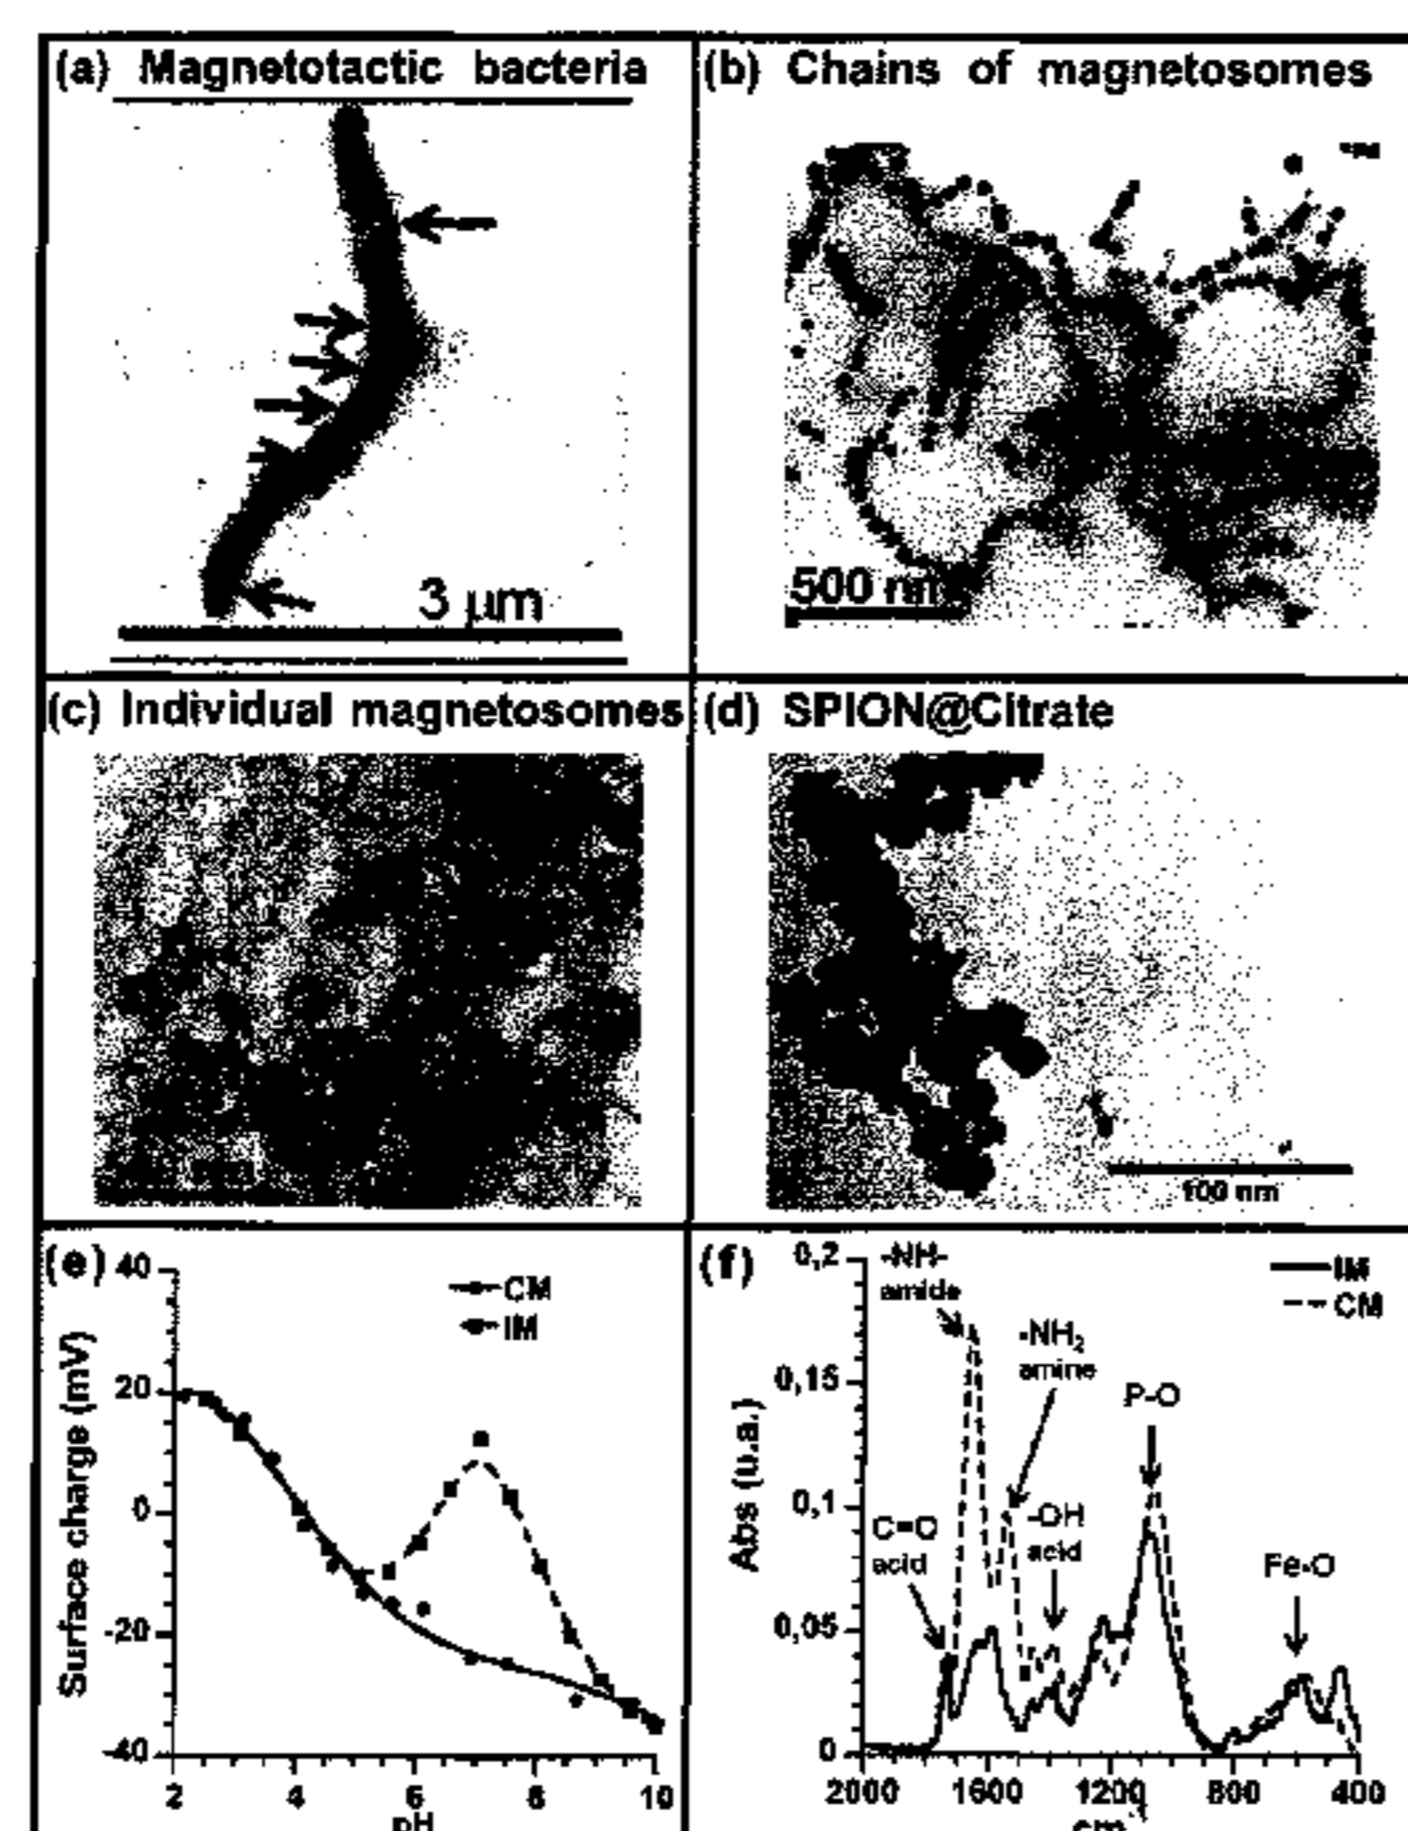 (a) Magnetotactic bacteria
3 µm
(b) Chains of magnetosomes
500 nm
(c) Individual magnetosomes
(d) SPION@Citrate
100 nm
(e)
CM
IM
Surface charge (mV)
40
20
0
-20
-40
2 4 6 8 10
pH
(f)
IM
CM
-NH-
amide
-NH₂
amine
P-O
C=O
acid
-OH
acid
Fe-O
Abs (u.a.)
0,2
0,15
0,1
0,05
0
2000 1600 1200 800 400
cm⁻¹